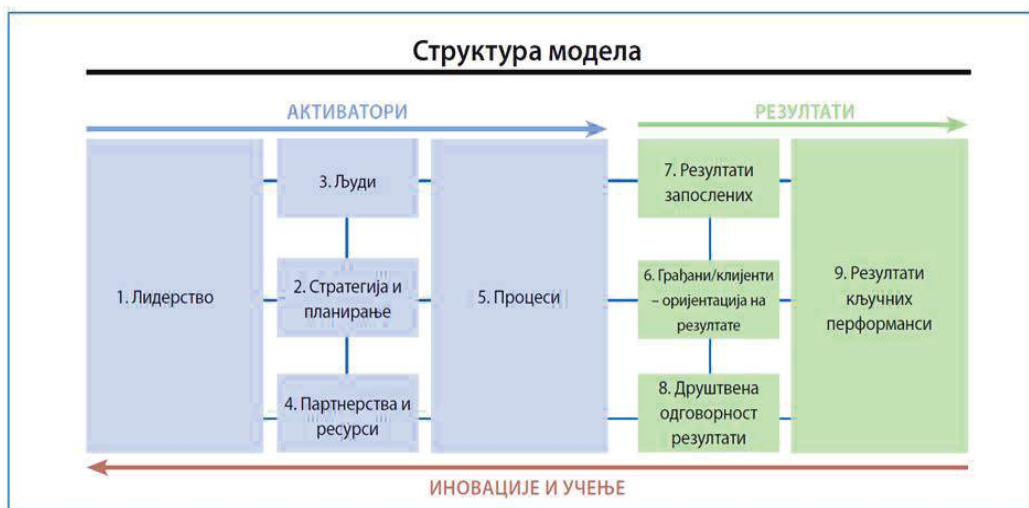 Структура модела
АКТИВАТОРИ
РЕЗУЛТАТИ
1. Лидерство
3. Људи
2. Стратегија и
планирање
4. Партнерства и
ресурси
5. Процеси
7. Резултати
запослених
6. Грађани/клијенти
– оријентација на
резултате
8. Друштвена
одговорност
резултати
9. Резултати
кључних
перформанси
ИНОВАЦИЈЕ И УЧЕЊЕ